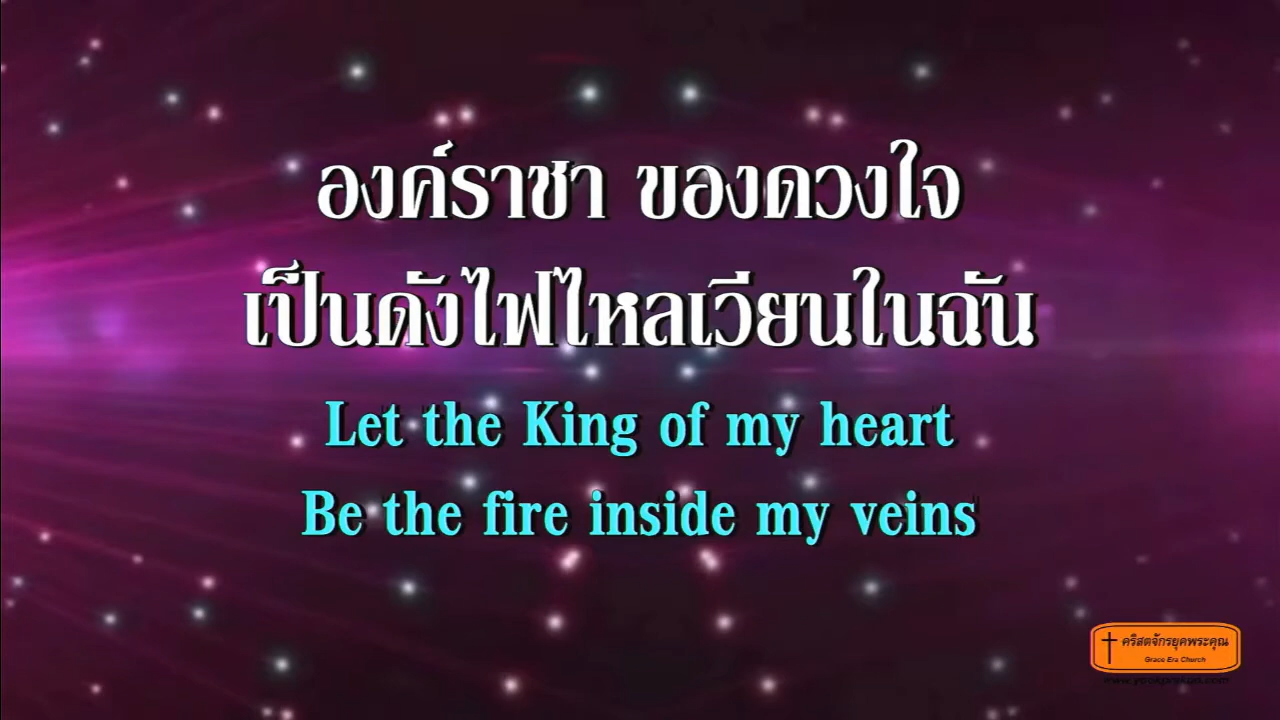 องค์ราชา ของดวงใจ
เป็นดังไฟไหลเวียนในฉัน
Let the King of my heart
Be the fire inside my veins
คริสตจักรยุคพระคุณ
Grace Era Church